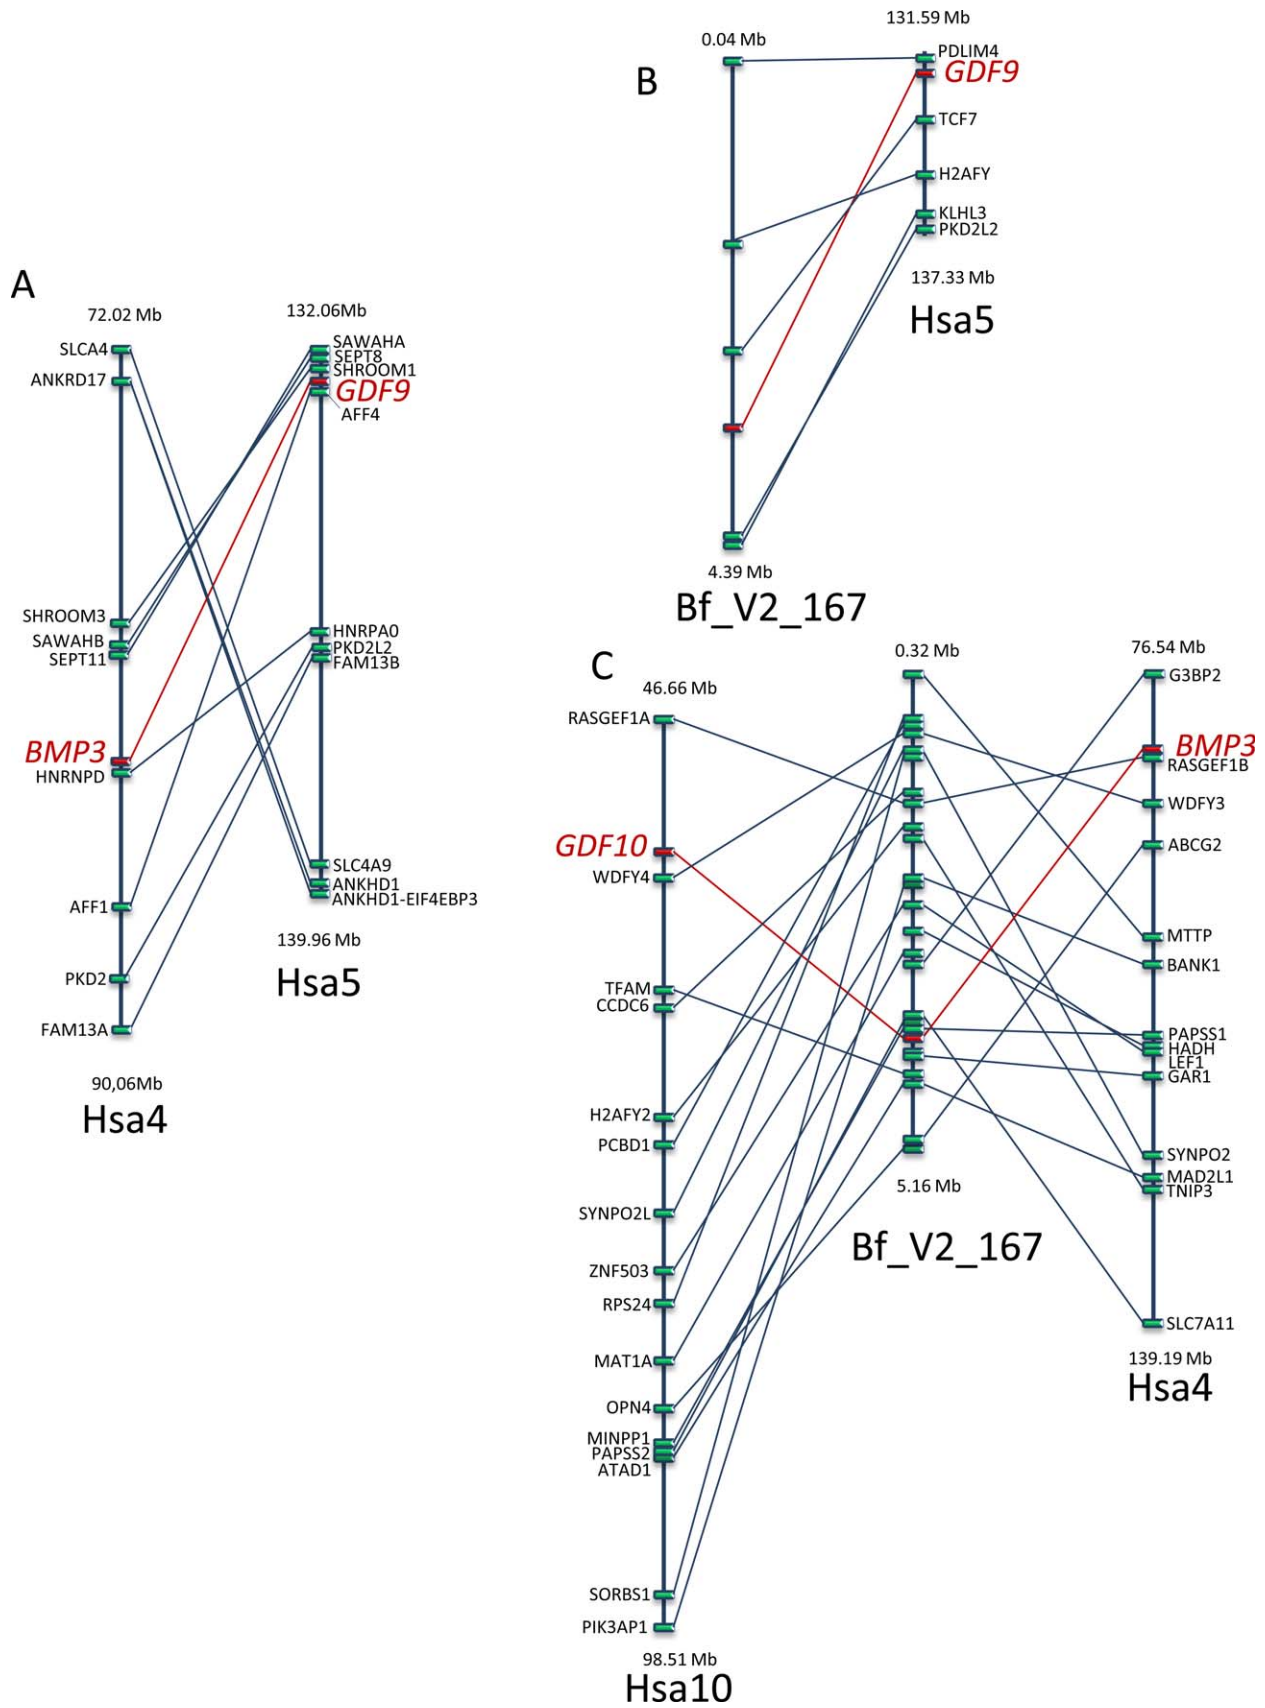 A
72.02 Mb
SLCA4
ANKRD17
SHROOM3
SAWAHB
SEPT11
BMP3
HNRNPD
AFF1
PKD2
FAM13A
90,06Mb
Hsa4
132.06Mb
SAWAHA
SEPT8
SHROOM1
GDF9
AFF4
HNRPA0
PKD2L2
FAM13B
SLC4A9
ANKHD1
ANKHD1-EIF4EBP3
139.96 Mb
Hsa5
B
0.04 Mb
4.39 Mb
Bf_V2_167
131.59 Mb
PDLIM4
GDF9
TCF7
H2AFY
KLHL3
PKD2L2
137.33 Mb
Hsa5
C
46.66 Mb
RASGEF1A
GDF10
WDFY4
TFAM
CCDC6
H2AFY2
PCBD1
SYNPO2L
ZNF503
RPS24
MAT1A
OPN4
MINPP1
PAPSS2
ATAD1
SORBS1
PIK3AP1
98.51 Mb
Hsa10
0.32 Mb
5.16 Mb
Bf_V2_167
76.54 Mb
G3BP2
BMP3
RASGEF1B
WDFY3
ABCG2
MTTP
BANK1
PAPSS1
HADH
LEF1
GAR1
SYNPO2
MAD2L1
TNIP3
SLC7A11
139.19 Mb
Hsa4